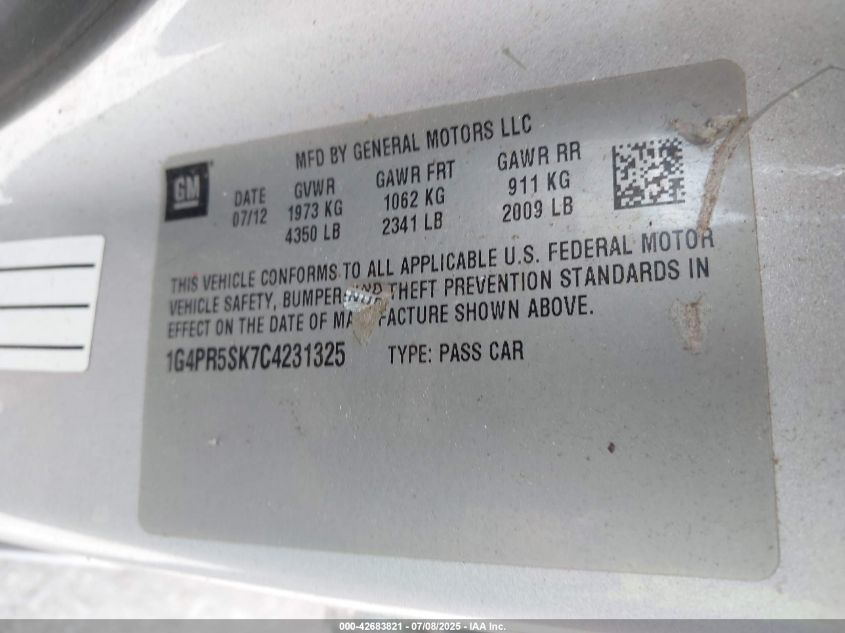 MFD BY GENERAL MOTORS LLC
GM
DATE GVWR GAWR FRT GAWR RR
07/12 1973 KG 1062 KG 911 KG
4350 LB 2341 LB 2009 LB
THIS VEHICLE CONFORMS TO ALL APPLICABLE U.S. FEDERAL MOTOR
VEHICLE SAFETY, BUMPER AND THEFT PREVENTION STANDARDS IN
EFFECT ON THE DATE OF MANUFACTURE SHOWN ABOVE.
1G4PR5SK7C4231325 TYPE: PASS CAR
000-42683821 - 07/08/2025 - IAA Inc.